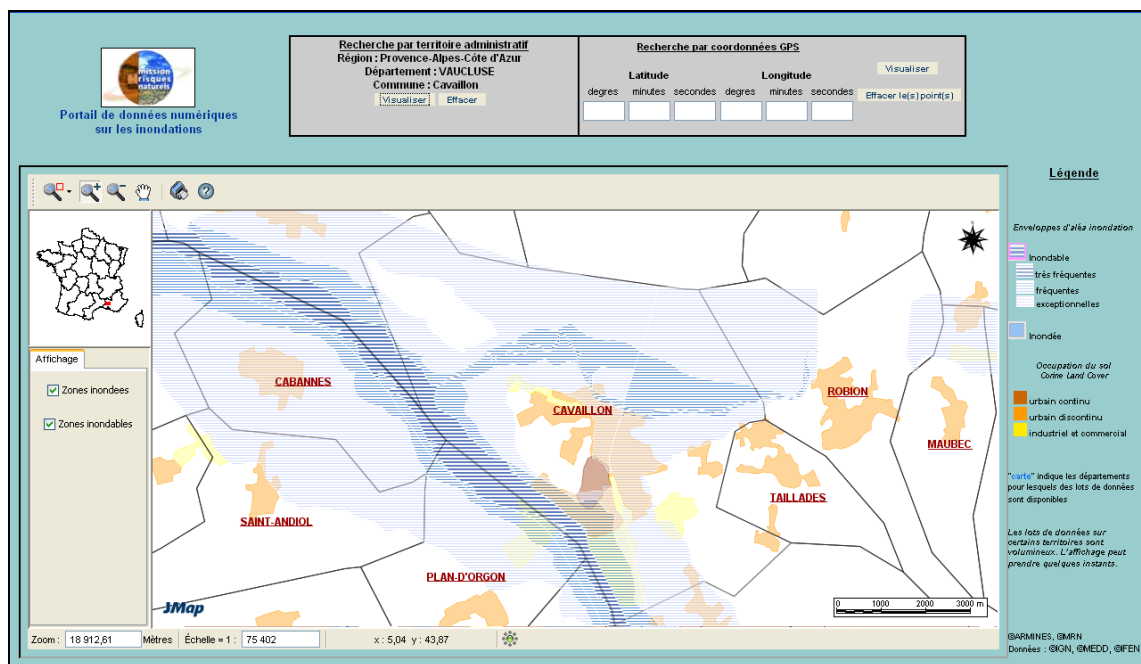 mission
risques
naturels
Portail de données numériques
sur les inondations
Recherche par territoire administratif
Région : Provence-Alpes-Côte d'Azur
Département : VAUCLUSE
Commune : Cavaillon
Visualiser Effacer
Recherche par coordonnées GPS
Latitude Longitude
degres minutes secondes degres minutes secondes
Visualiser
Effacer le(s) point(s)
Affichage
Zones inondees
Zones inondables
CABANNES
CAVAILLON
ROBION
MAUBEC
TAILLADES
SAINT-ANDIOL
PLAN-D'ORGON
JMap
0 1000 2000 3000 m
Zoom : 18 912,61 Mètres Échelle = 1 : 75 402 x : 5,04 y : 43,87
Légende
Enveloppes d'aléa inondation
Inondable
très fréquentes
fréquentes
exceptionnelles
Inondée
Occupation du sol
Corine Land Cover
urbain continu
urbain discontinu
industriel et commercial
"carte" indique les départements
pour lesquels des lots de données
sont disponibles
Les lots de données sur
certains territoires sont
volumineux. L'affichage peut
prendre quelques instants.
©ARMINES, ©MRN
Données : ©IGN, ©MEDD, ©IFEN